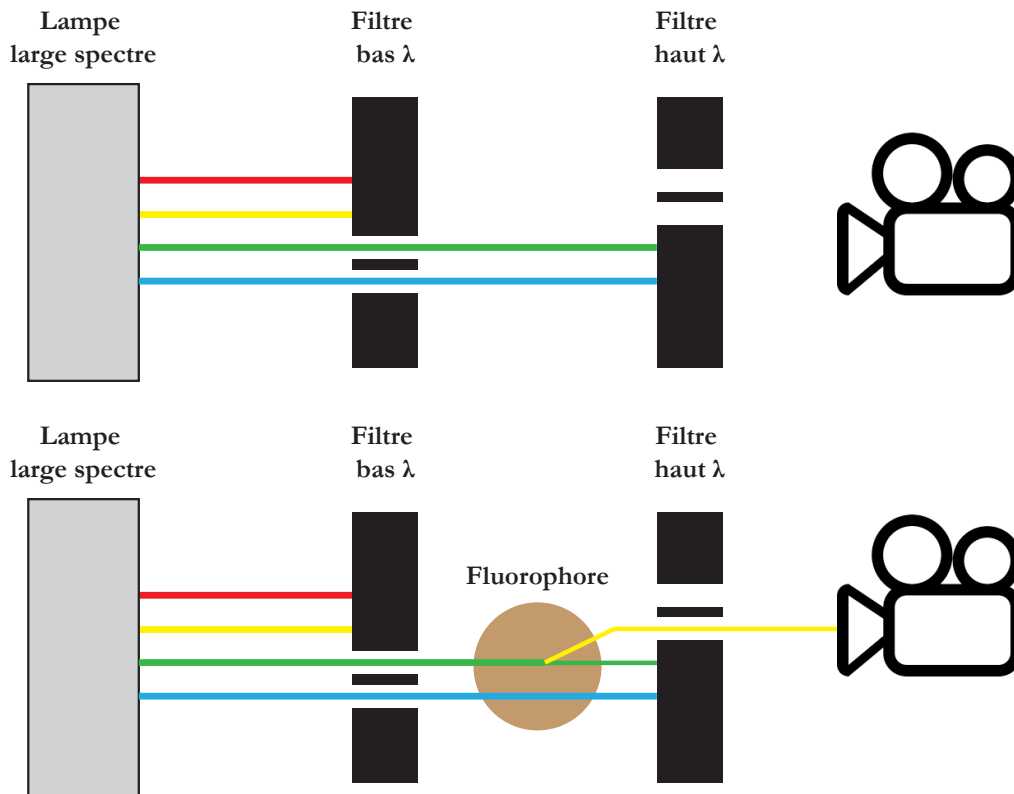 Lampe
large spectre
Filtre
bas λ
Filtre
haut λ
Lampe
large spectre
Filtre
bas λ
Filtre
haut λ
Fluorophore